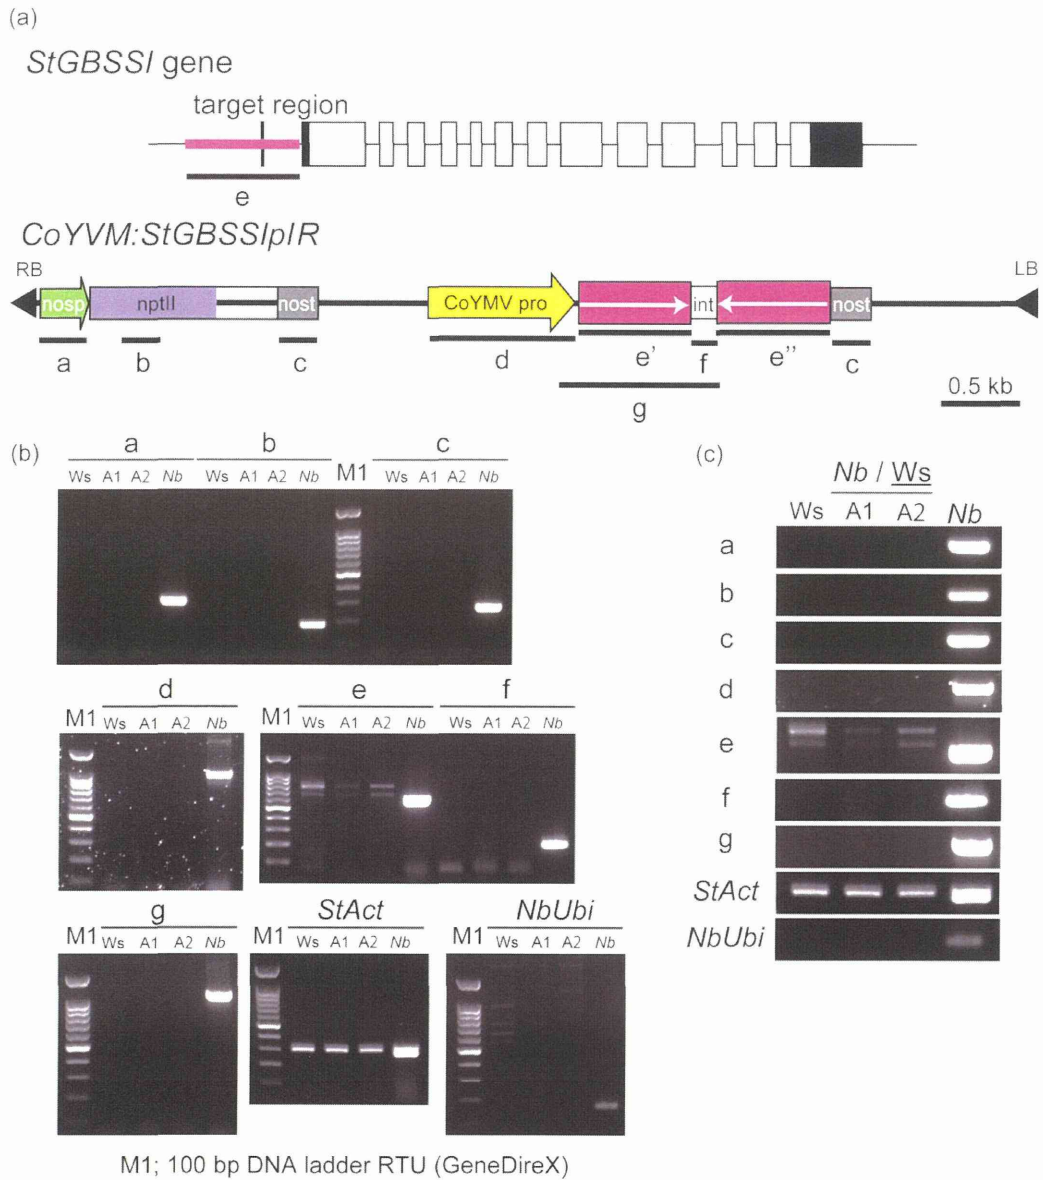 (a)
StGBSSI gene
target region
e
CoYVM:StGBSSIpIR
RB
LB
nosp
nptII
nost
CoYMV pro
int
nost
a
b
c
d
e'
f
e''
c
g
0.5 kb
(b)
a
b
c
Ws A1 A2 Nb
Ws A1 A2 Nb
M1
Ws A1 A2 Nb
d
e
f
M1
Ws A1 A2 Nb
M1
Ws A1 A2 Nb
Ws A1 A2 Nb
g
StAct
NbUbi
M1
Ws A1 A2 Nb
M1
Ws A1 A2 Nb
M1
Ws A1 A2 Nb
M1; 100 bp DNA ladder RTU (GeneDireX)
(c)
Nb / Ws
Ws A1 A2 Nb
a
b
c
d
e
f
g
StAct
NbUbi